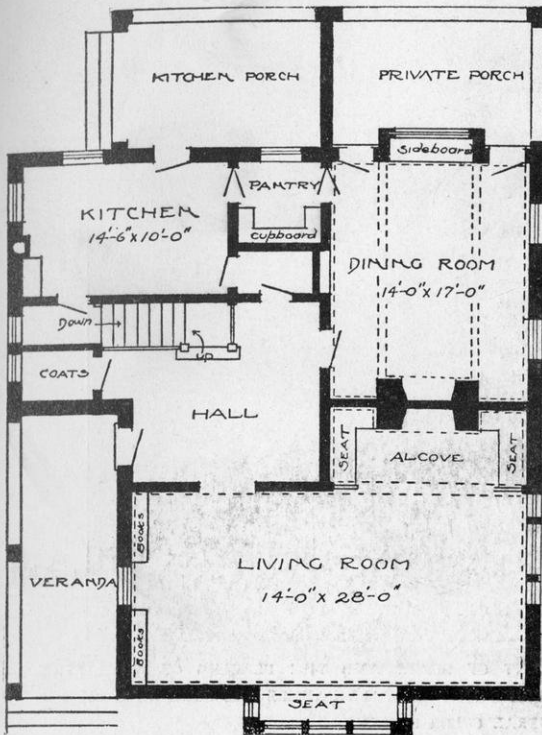 KITCHEN PORCH
PRIVATE PORCH
Sideboard
PANTRY
KITCHEN
14'-6" x 10'-0"
Cupboard
DINING ROOM
14'-0" x 17'-0"
Down
UP
COATS
HALL
SEAT
ALCOVE
SEAT
BOOKS
LIVING ROOM
14'-0" x 28'-0"
VERANDA
BOOKS
SEAT